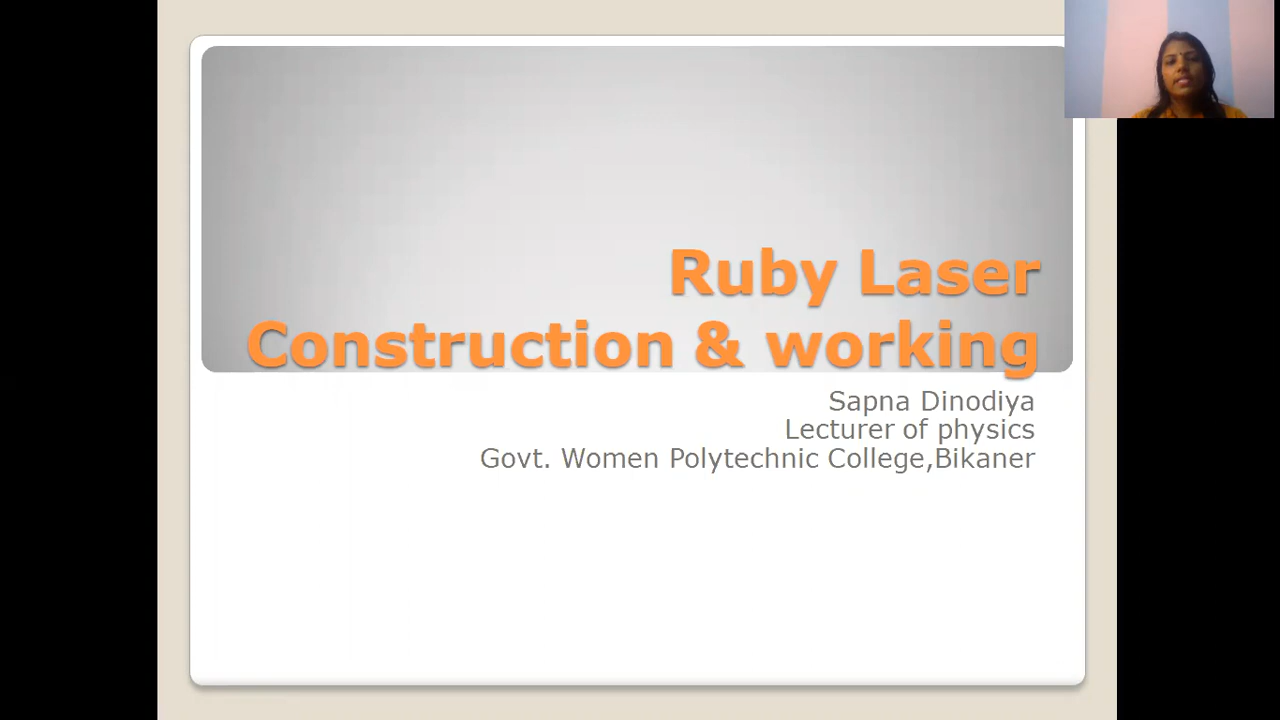 Ruby Laser
Construction & working
Sapna Dinodiya
Lecturer of physics
Govt. Women Polytechnic College,Bikaner